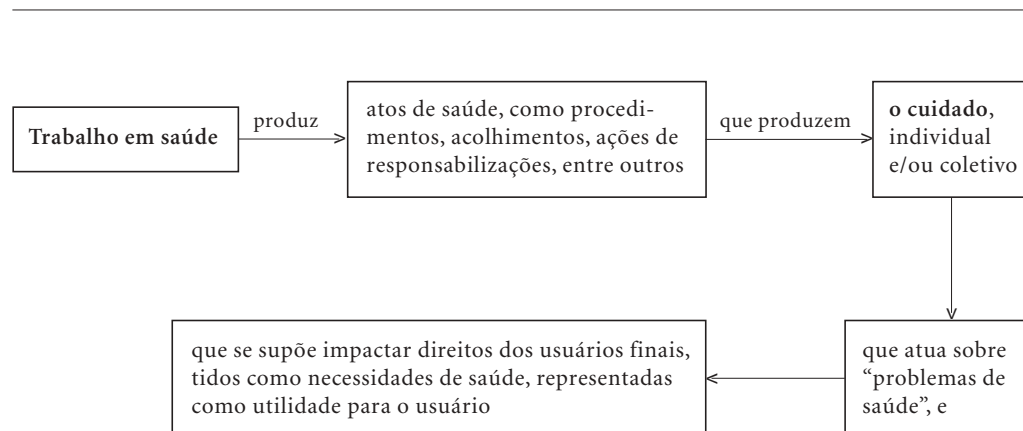 Trabalho em saúde
produz
atos de saúde, como procedi-
mentos, acolhimentos, ações de
responsabilizações, entre outros
que produzem
o cuidado,
individual
e/ou coletivo
que atua sobre
“problemas de
saúde”, e
que se supõe impactar direitos dos usuários finais,
tidos como necessidades de saúde, representadas
como utilidade para o usuário